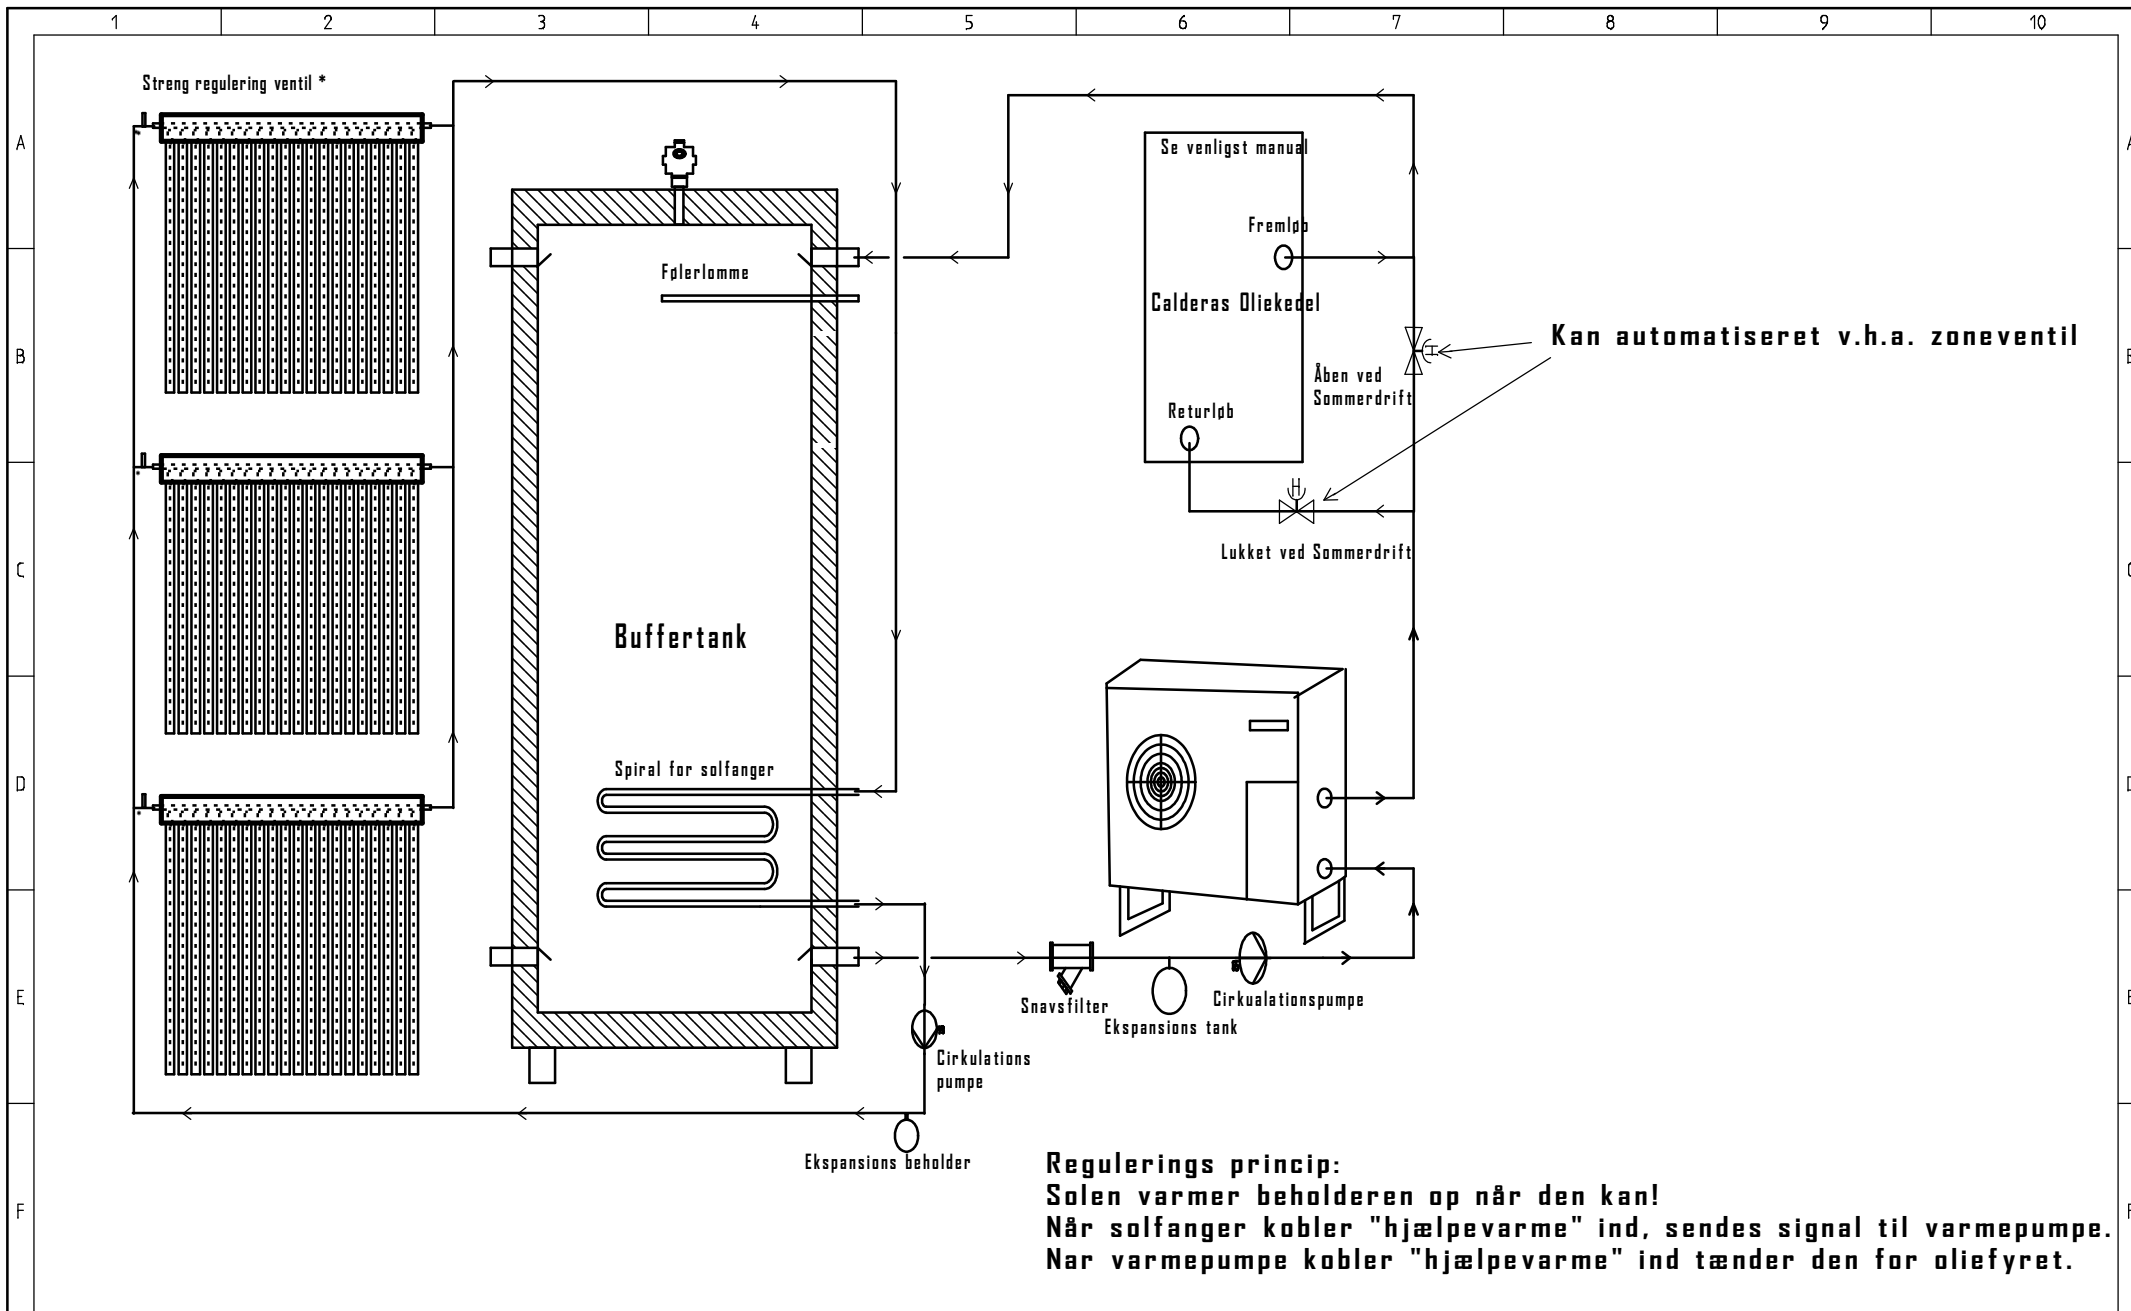 1 2 3 4 5 6 7 8 9 10
Streng regulering ventil *
A
A
Se venligst manual
Fremløb
Følerlomme
Calderas Oliekedel
Kan automatiseret v.h.a. zoneventil
B
B
Åben ved
Sommerdrift
Returløb
H
H
Lukket ved Sommerdrift
C
C
Buffertank
Spiral for solfanger
D
D
E
E
Snavsfilter
Ekspansions tank
Cirkualationspumpe
Cirkulations
pumpe
Ekspansions beholder
Regulerings princip:
Solen varmer beholderen op når den kan!
Når solfanger kobler "hjælpevarme" ind, sendes signal til varmepumpe.
Nar varmepumpe kobler "hjælpevarme" ind tænder den for oliefyret.
F
F